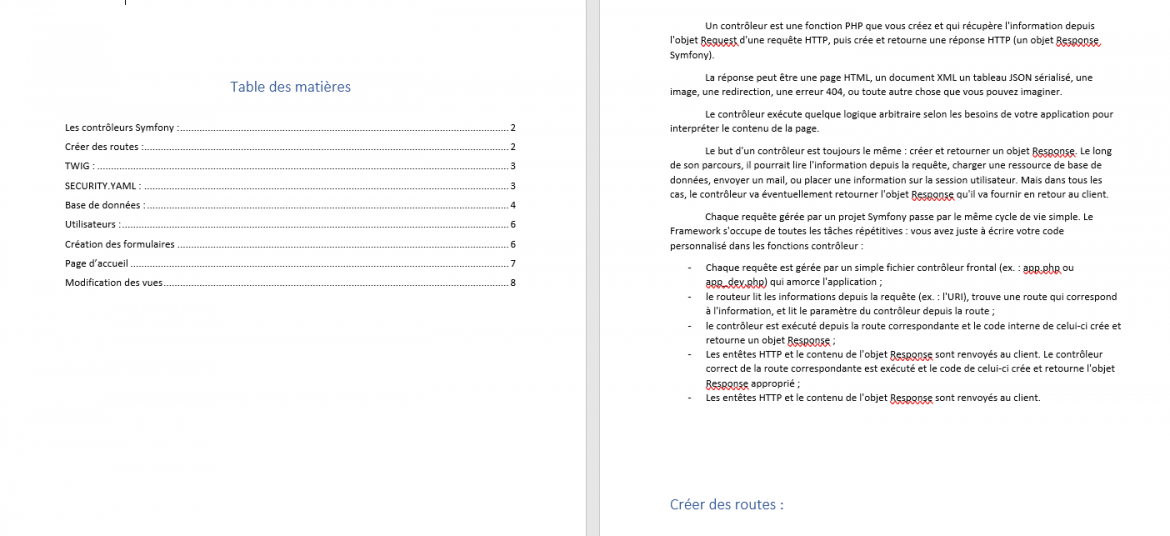 Table des matières
Les contrôleurs Symfony :........................................................................................................2
Créer des routes :........................................................................................................2
TWIG :........................................................................................................3
SECURITY.YAML :........................................................................................................3
Base de données :........................................................................................................4
Utilisateurs :........................................................................................................6
Création des formulaires ........................................................................................................6
Page d'accueil ........................................................................................................7
Modification des vues........................................................................................................8
Un contrôleur est une fonction PHP que vous créez et qui récupère l'information depuis
l'objet Request d'une requête HTTP, puis crée et retourne une réponse HTTP (un objet Response
Symfony).
La réponse peut être une page HTML, un document XML un tableau JSON sérialisé, une
image, une redirection, une erreur 404, ou toute autre chose que vous pouvez imaginer.
Le contrôleur exécute quelque logique arbitraire selon les besoins de votre application pour
interpréter le contenu de la page.
Le but d'un contrôleur est toujours le même : créer et retourner un objet Response. Le long
de son parcours, il pourrait lire l'information depuis la requête, charger une ressource de base de
données, envoyer un mail, ou placer une information sur la session utilisateur. Mais dans tous les
cas, le contrôleur va éventuellement retourner l'objet Response qu'il va fournir en retour au client.
Chaque requête gérée par un projet Symfony passe par le même cycle de vie simple. Le
Framework s'occupe de toutes les tâches répétitives : vous avez juste à écrire votre code
personnalisé dans les fonctions contrôleur :
- Chaque requête est gérée par un simple fichier contrôleur frontal (ex. : app.php ou
app_dev.php) qui amorce l'application ;
- le routeur lit les informations depuis la requête (ex. : l'URI), trouve une route qui correspond
à l'information, et lit le paramètre du contrôleur depuis la route ;
- le contrôleur est exécuté depuis la route correspondante et le code interne de celui-ci crée et
retourne un objet Response ;
- Les entêtes HTTP et le contenu de l'objet Response sont renvoyés au client. Le contrôleur
correct de la route correspondante est exécuté et le code de celui-ci crée et retourne l'objet
Response approprié ;
- Les entêtes HTTP et le contenu de l'objet Response sont renvoyés au client.
Créer des routes :